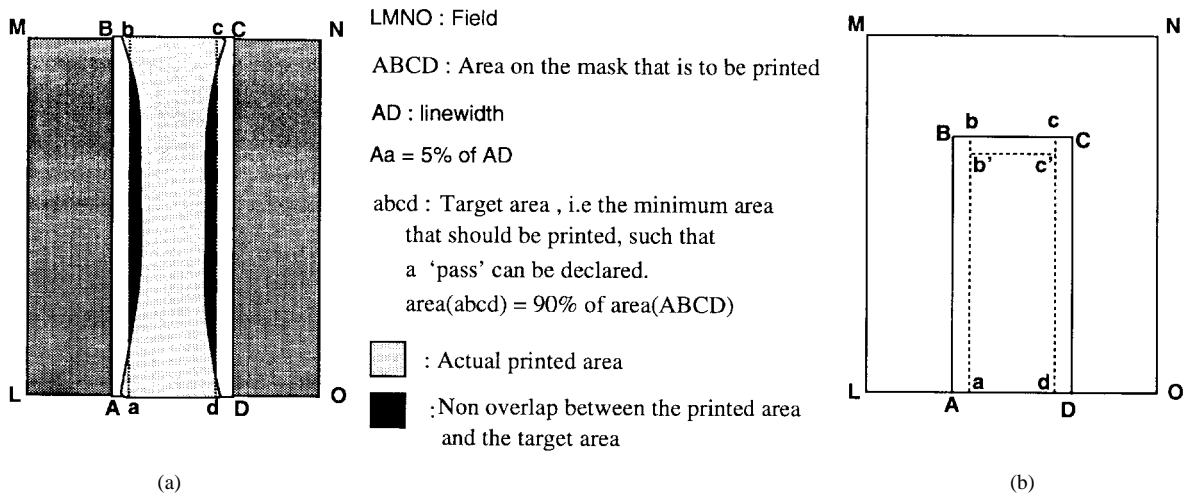 M B b c C N
L A a d D O
(a)
LMNO : Field
ABCD : Area on the mask that is to be printed
AD : linewidth
Aa = 5% of AD
abcd : Target area , i.e the minimum area
that should be printed, such that
a ‘pass’ can be declared.
area(abcd) = 90% of area(ABCD)
: Actual printed area
: Non overlap between the printed area
and the target area
M N
B b c C
b' c'
a d
L A D O
(b)